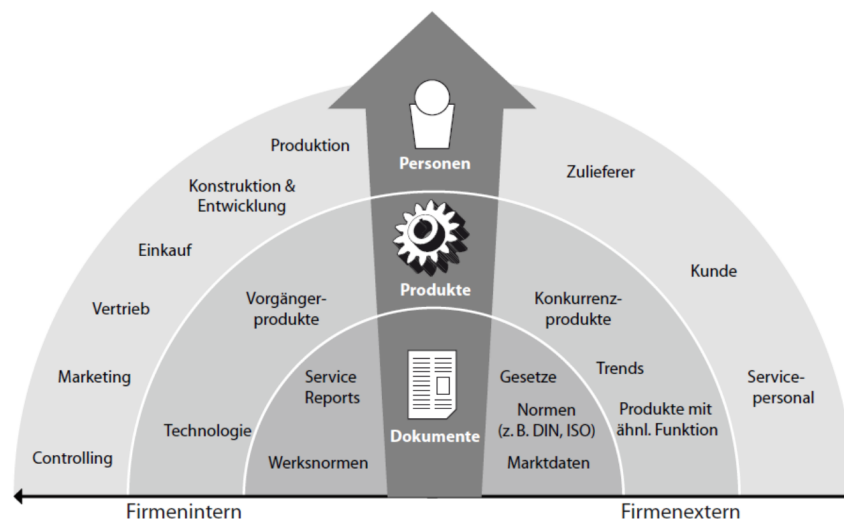 Personen
Produktion
Konstruktion &
Entwicklung
Einkauf
Vertrieb
Marketing
Controlling
Zulieferer
Kunde
Service-
personal
Produkte
Vorgänger-
produkte
Technologie
Konkurrenz-
produkte
Trends
Produkte mit
ähnl. Funktion
Dokumente
Service
Reports
Werksnormen
Gesetze
Normen
(z. B. DIN, ISO)
Marktdaten
Firmenintern
Firmenextern